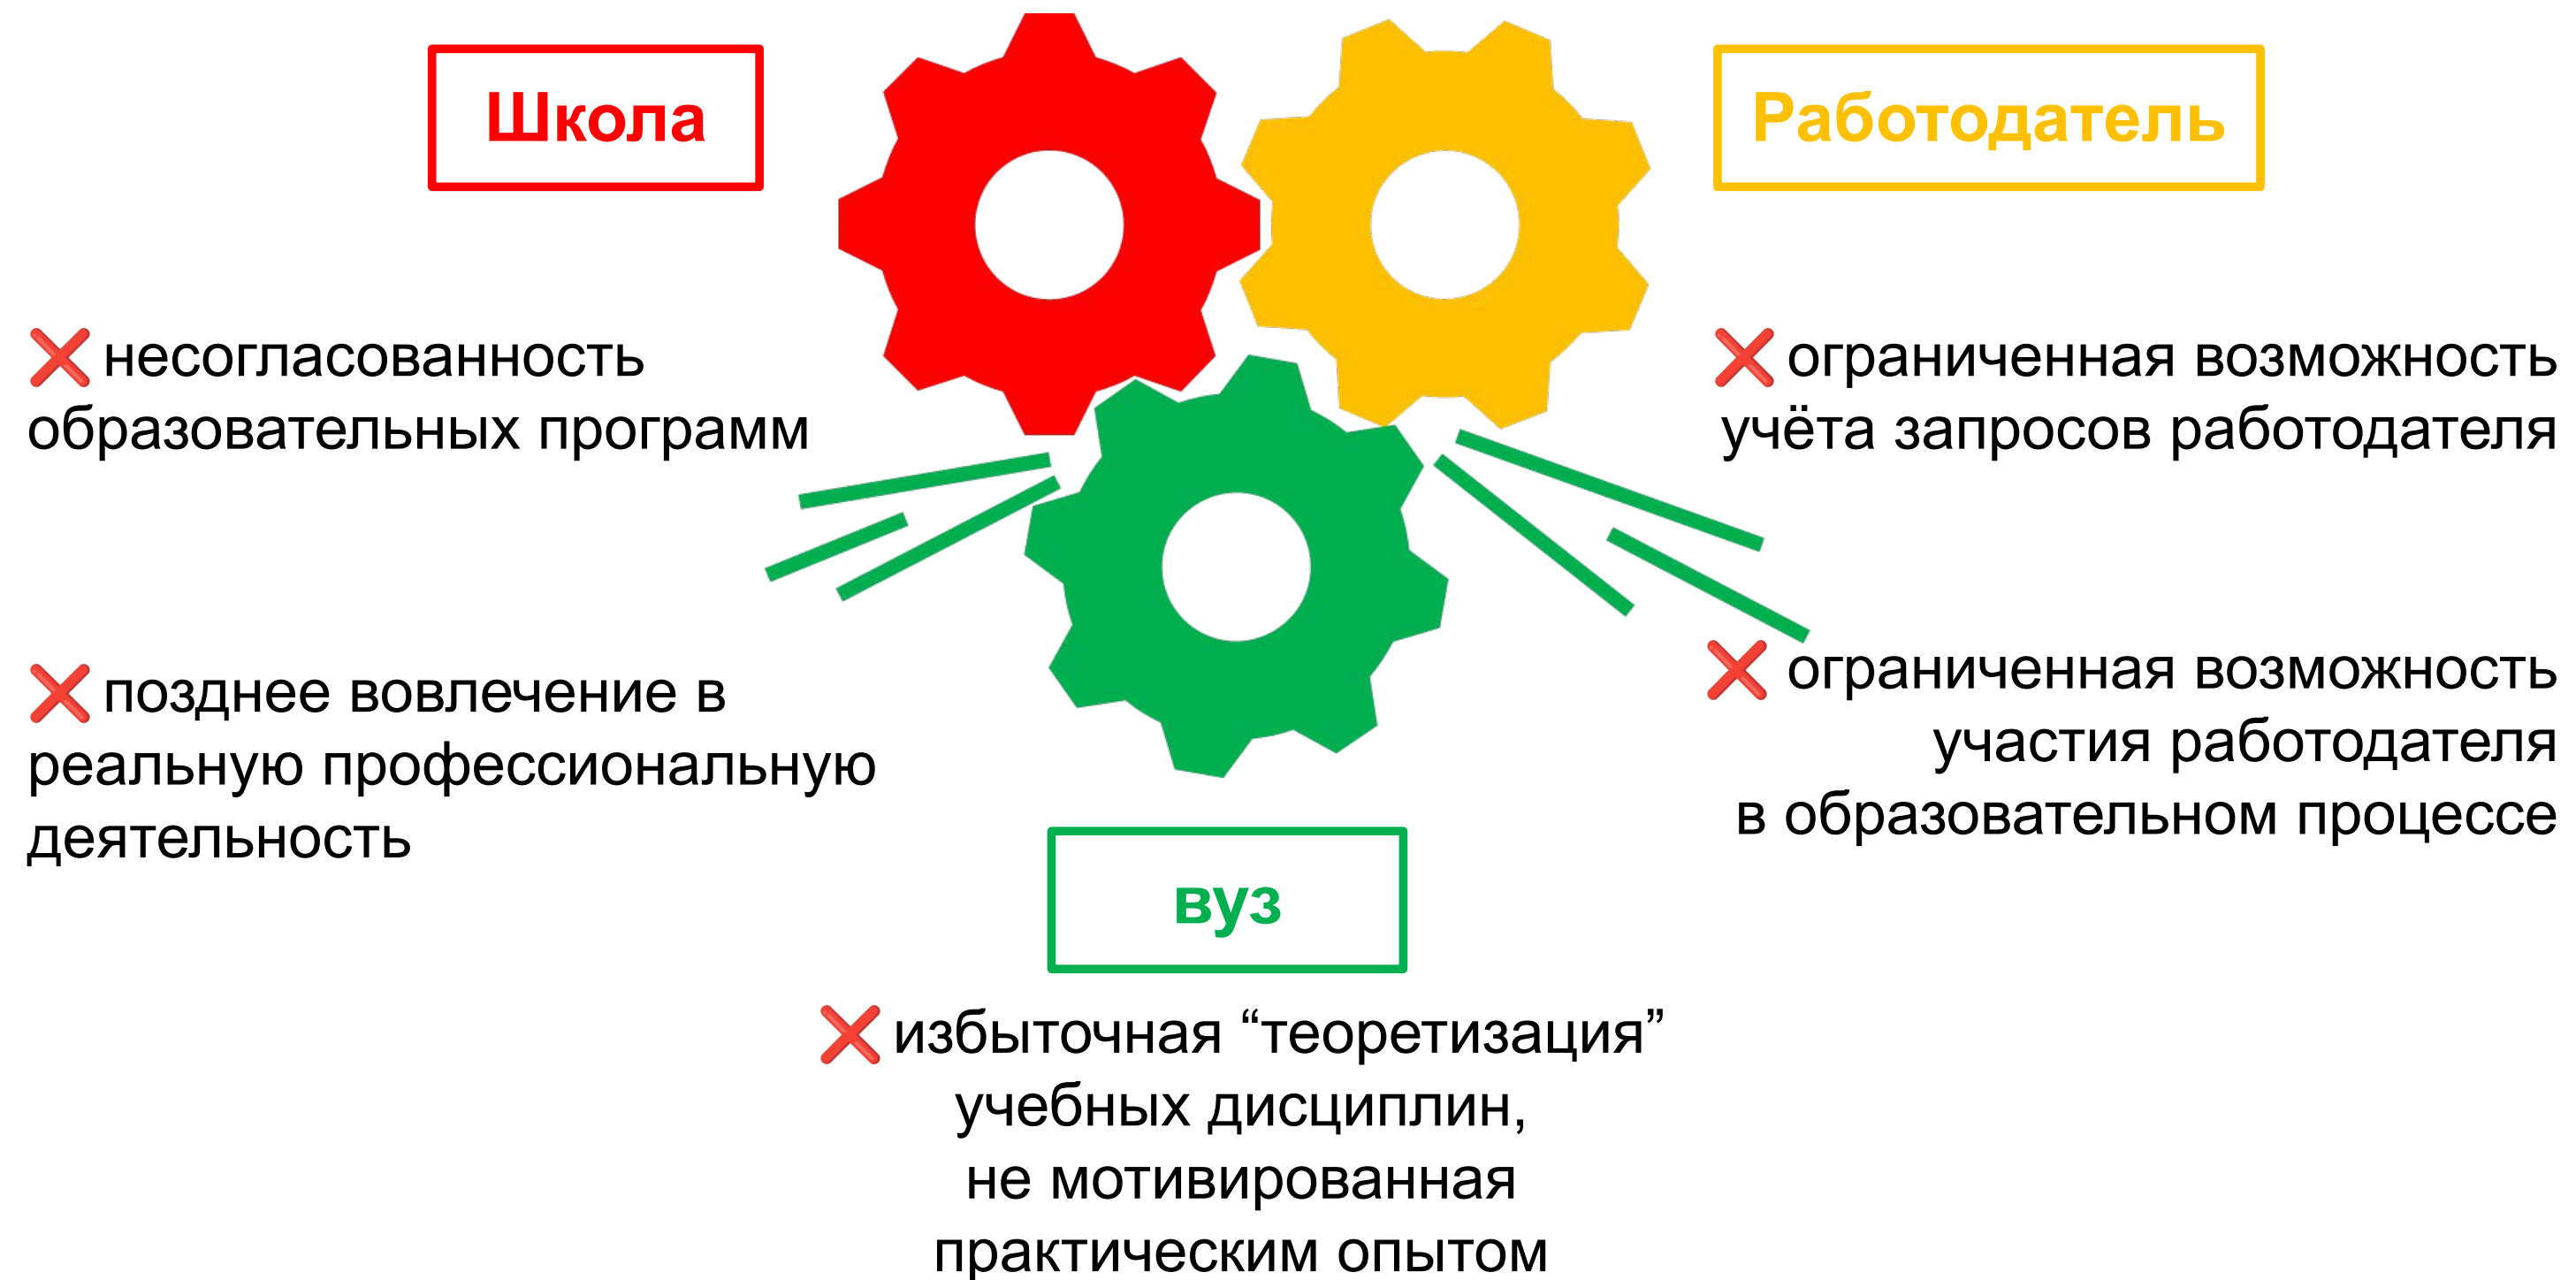 Школа
Работодатель
❌ несогласованность
образовательных программ
❌ ограниченная возможность
учёта запросов работодателя
❌ позднее вовлечение в
реальную профессиональную
деятельность
❌ ограниченная возможность
участия работодателя
в образовательном процессе
вуз
❌ избыточная “теоретизация”
учебных дисциплин,
не мотивированная
практическим опытом